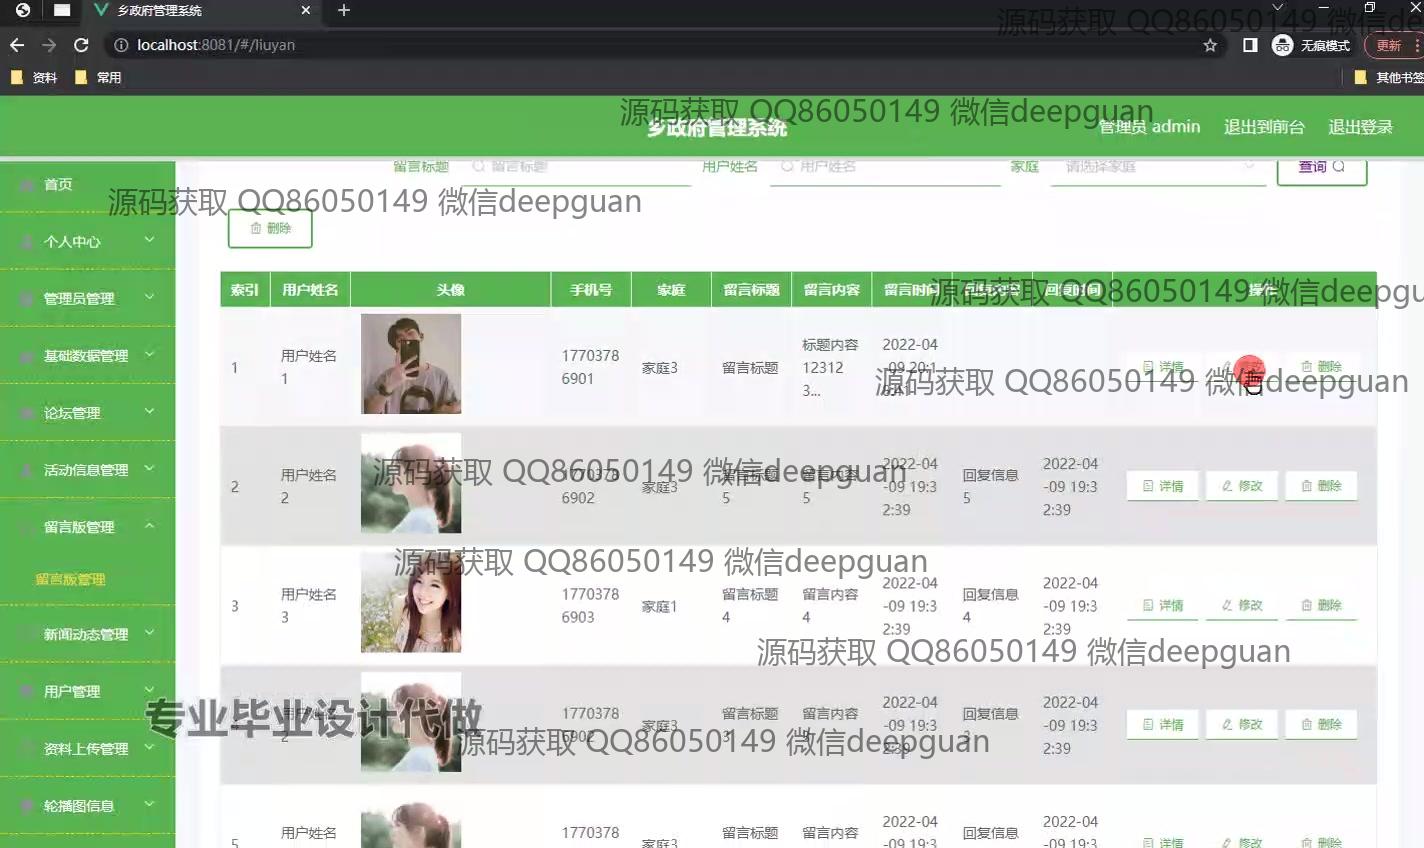 乡政府管理系统
源码获取 QQ86050149 微信de
localhost:8081/#/liuyan
无痕模式
更新
资料
常用
其他书签
源码获取 QQ86050149 微信deepguan
乡政府管理系统
管理员 admin
退出到前台
退出登录
留言标题
留言标题
用户姓名
用户姓名
家庭
请选择家庭
查询
首页
源码获取 QQ86050149 微信deepguan
删除
个人中心
管理员管理
基础数据管理
论坛管理
活动信息管理
留言版管理
留言版管理
新闻动态管理
用户管理
资料上传管理
轮播图信息
索引 用户姓名 头像 手机号 家庭 留言标题 留言内容 留言时间 回复内容 回复时间 操作
源码获取 QQ86050149 微信deepgu
1
用户姓名
1
1770378
6901
家庭3
留言标题
标题内容
12312
3...
2022-04
-09 20:1
详情
删除
源码获取 QQ86050149 微信deepguan
2
用户姓名
2
1770378
6902
家庭3
留言标题
5
留言内容
5
2022-04
-09 19:3
2:39
回复信息
5
2022-04
-09 19:3
2:39
详情
修改
删除
源码获取 QQ86050149 微信deepguan
源码获取 QQ86050149 微信deepguan
3
用户姓名
3
1770378
6903
家庭1
留言标题
4
留言内容
4
2022-04
-09 19:3
2:39
回复信息
4
2022-04
-09 19:3
2:39
详情
修改
删除
源码获取 QQ86050149 微信deepguan
专业毕业设计代做
用户姓名
2
1770378
6902
家庭3
留言标题
3
留言内容
2022-04
-09 19:3
2:39
回复信息
3
2022-04
-09 19:3
2:39
详情
修改
删除
源码获取 QQ86050149 微信deepguan
5
用户姓名
1770378
家庭3
留言标题
留言内容
2022-04
-09 19:3
回复信息
2022-04
-09 19:3
详情
修改
删除